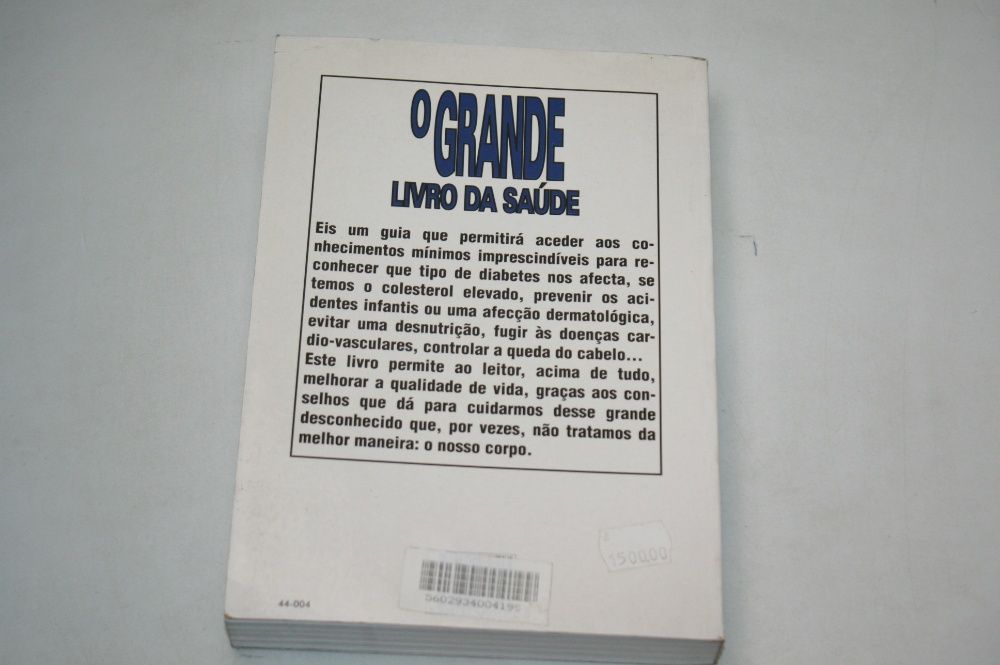 O GRANDE
LIVRO DA SAÚDE
Eis um guia que permitirá aceder aos co-
nhecimentos mínimos imprescindíveis para re-
conhecer que tipo de diabetes nos afecta, se
temos o colesterol elevado, prevenir os aci-
dentes infantis ou uma afecção dermatológica,
evitar uma desnutrição, fugir às doenças car-
dio-vasculares, controlar a queda do cabelo...
Este livro permite ao leitor, acima de tudo,
melhorar a qualidade de vida, graças aos con-
selhos que dá para cuidarmos desse grande
desconhecido que, por vezes, não tratamos da
melhor maneira: o nosso corpo.
1500.00
5602934004195
44-004